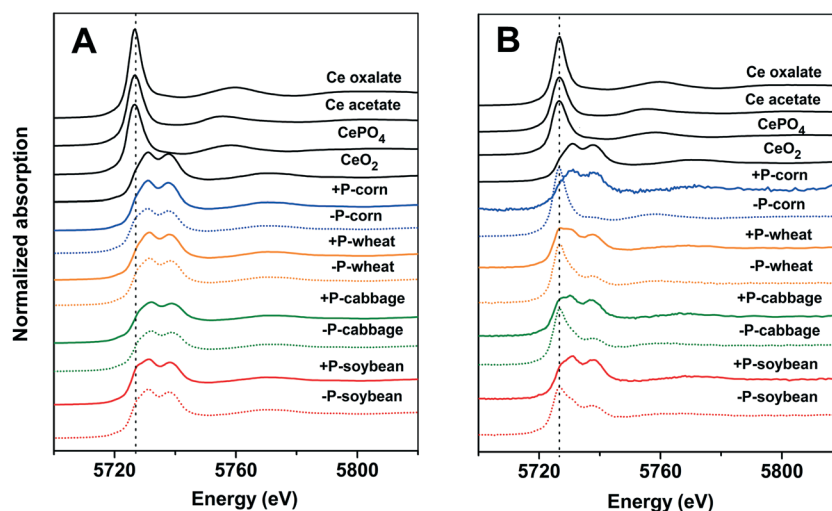 A
Ce oxalate
Ce acetate
CePO4
CeO2
+P-corn
-P-corn
+P-wheat
-P-wheat
+P-cabbage
-P-cabbage
+P-soybean
-P-soybean
Normalized absorption
5720 5760 5800
Energy (eV)
B
Ce oxalate
Ce acetate
CePO4
CeO2
+P-corn
-P-corn
+P-wheat
-P-wheat
+P-cabbage
-P-cabbage
+P-soybean
-P-soybean
5720 5760 5800
Energy (eV)